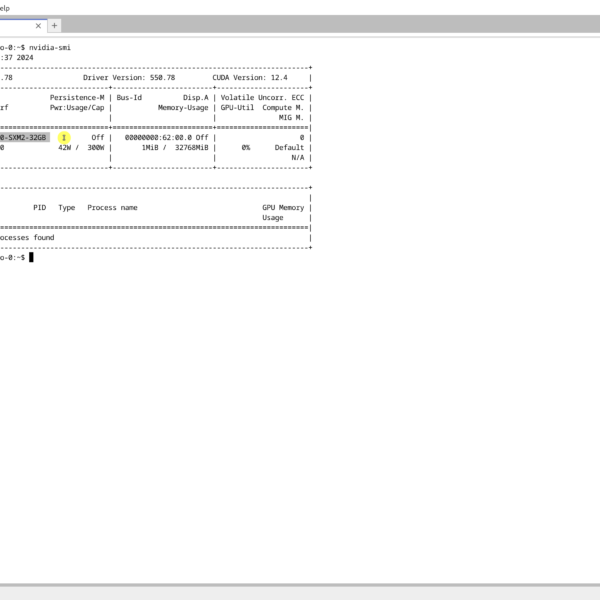 elp
× +
o-0:~$ nvidia-smi
:37 2024
-----------------------------------------------------------------------------+
.78 Driver Version: 550.78 CUDA Version: 12.4 |
----------------------------+-------------------------+----------------------+
Persistence-M | Bus-Id Disp.A | Volatile Uncorr. ECC |
rf Pwr:Usage/Cap | Memory-Usage | GPU-Util Compute M. |
| | MIG M. |
============================+=========================+======================|
0-SXM2-32GB Off | 00000000:62:00.0 Off | 0 |
0 42W / 300W | 1MiB / 32768MiB | 0% Default |
| | N/A |
----------------------------+-------------------------+----------------------+
-----------------------------------------------------------------------------+
|
PID Type Process name GPU Memory |
Usage |
=============================================================================|
ocesses found |
-----------------------------------------------------------------------------+
o-0:~$